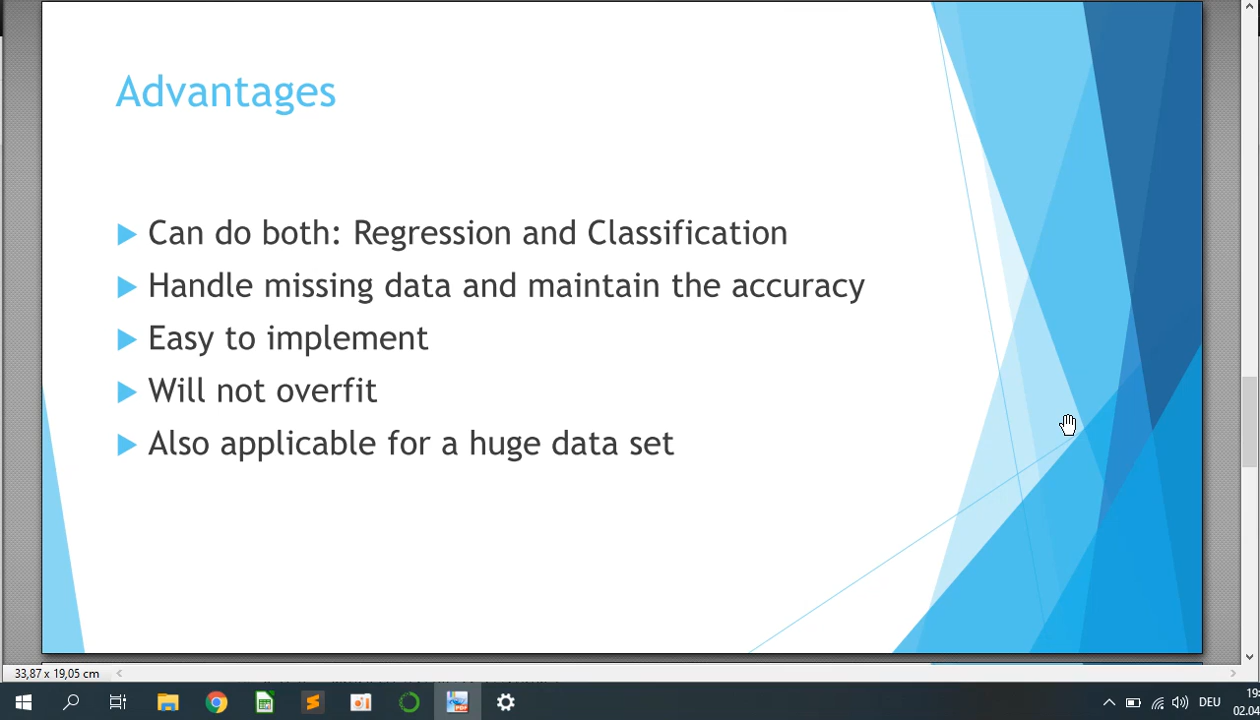 Advantages
Can do both: Regression and Classification
Handle missing data and maintain the accuracy
Easy to implement
Will not overfit
Also applicable for a huge data set
33,87 x 19,05 cm
DEU